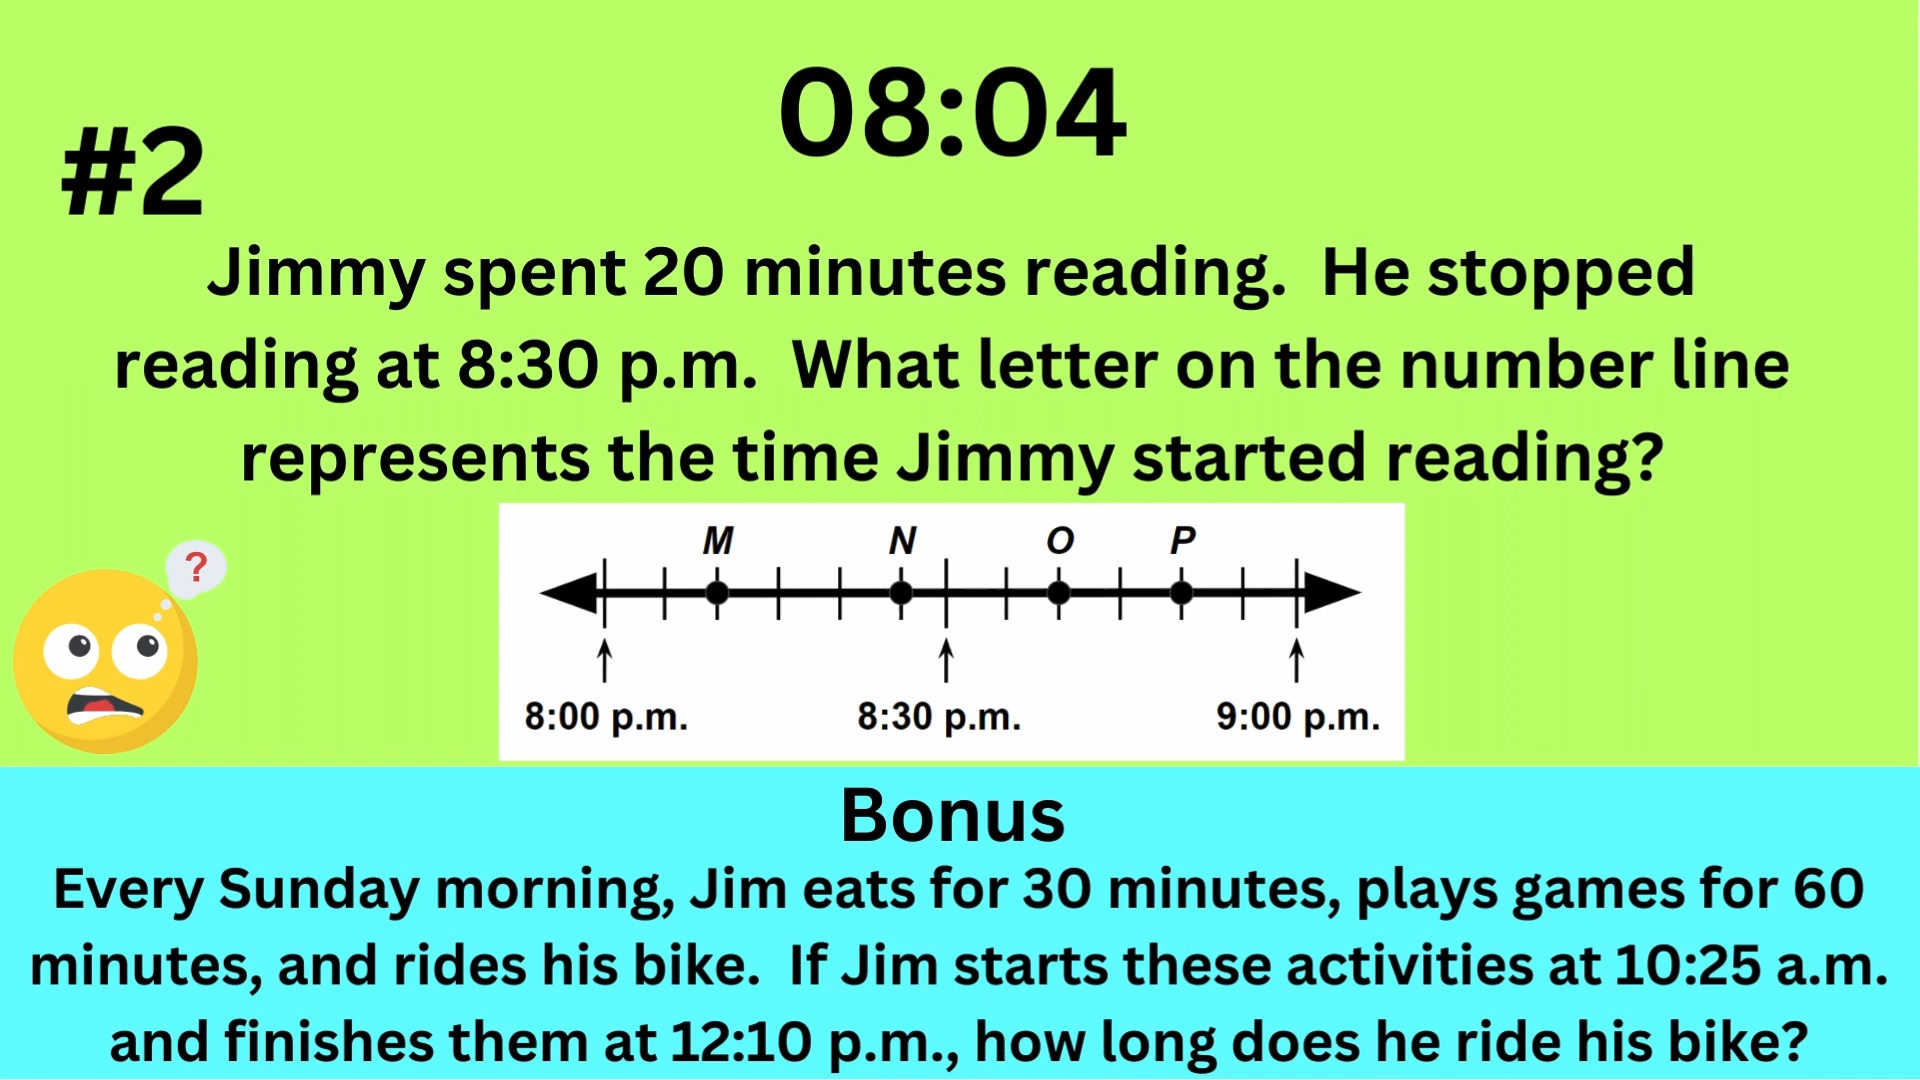 08:04
#2
Jimmy spent 20 minutes reading.  He stopped
reading at 8:30 p.m.  What letter on the number line
represents the time Jimmy started reading?
?
M N O P
8:00 p.m. 8:30 p.m. 9:00 p.m.
Bonus
Every Sunday morning, Jim eats for 30 minutes, plays games for 60
minutes, and rides his bike.  If Jim starts these activities at 10:25 a.m.
and finishes them at 12:10 p.m., how long does he ride his bike?